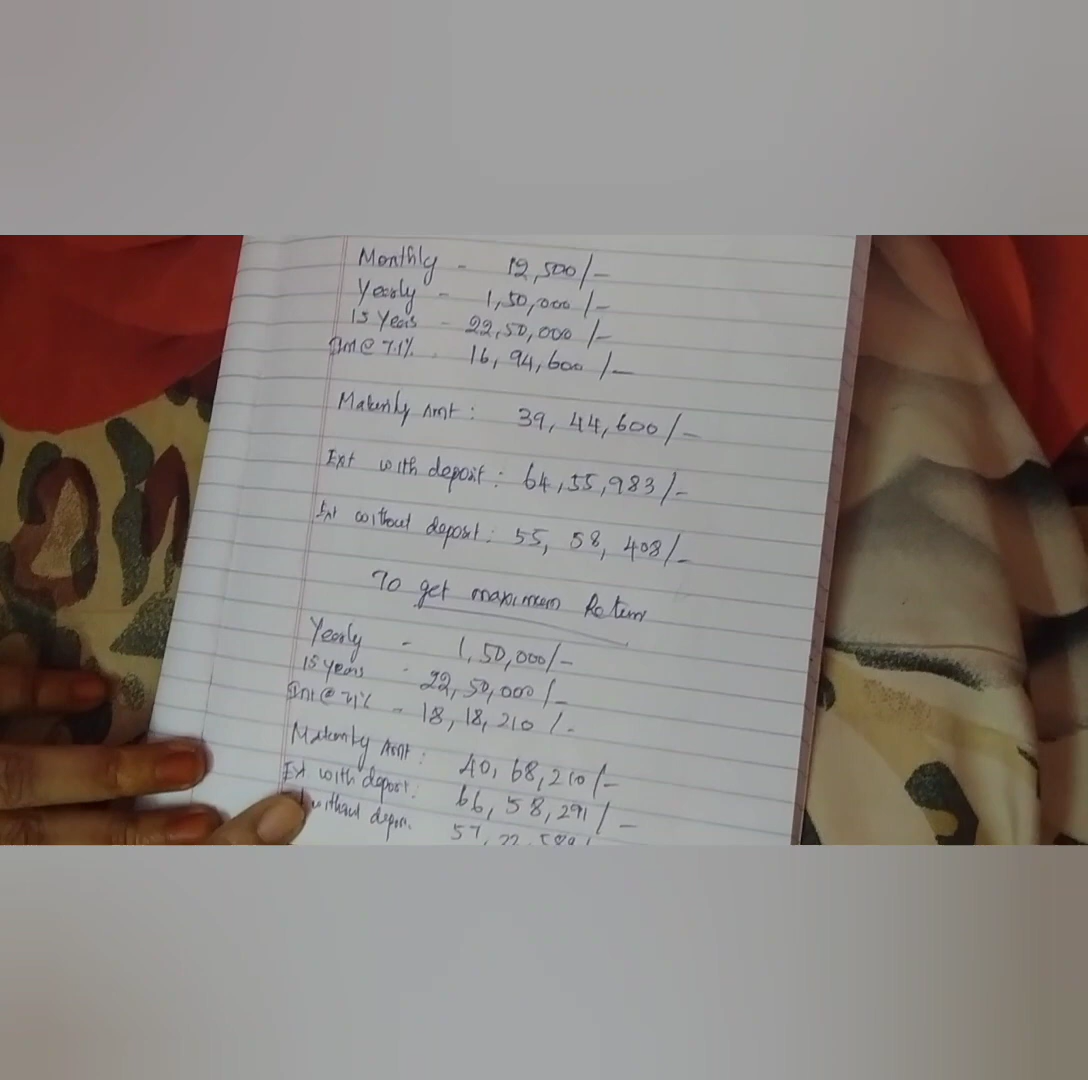 Monthly - 12,500/-
Yearly - 1,50,000/-
15 Years - 22,50,000/-
Int @ 7.1% - 16,94,600/-
Maturity Amt : 39,44,600/-
Ext with deposit : 64,55,983/-
Ext without deposit : 55,58,408/-
To get maximum Return
Yearly - 1,50,000/-
15 years - 22,50,000/-
Int @ 7.1% - 18,18,210/-
Maturity Amt : 40,68,210/-
Ext with deposit : 66,58,291/-
without depos.